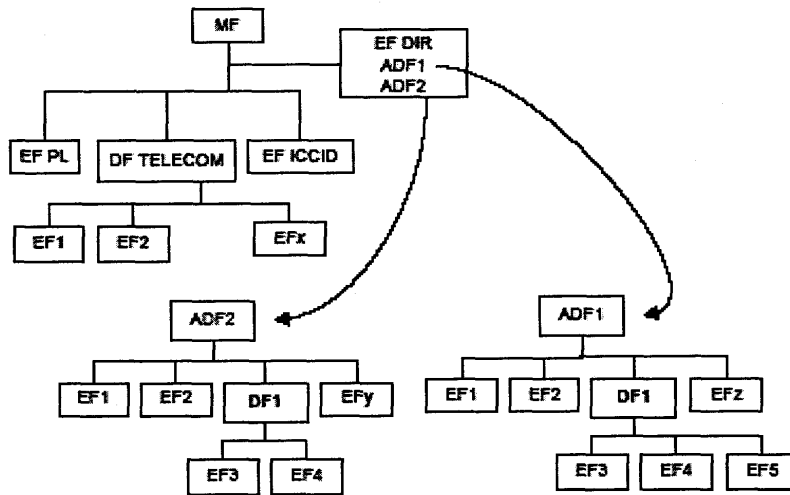 MF
EF DIR
ADF1
ADF2
EF PL
DF TELECOM
EF ICCID
EF1
EF2
EFx
ADF2
EF1
EF2
DF1
EFy
EF3
EF4
ADF1
EF1
EF2
DF1
EFz
EF3
EF4
EF5